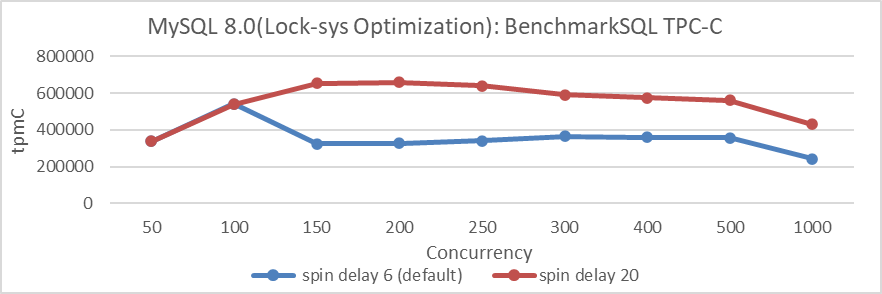 MySQL 8.0(Lock-sys Optimization): BenchmarkSQL TPC-C
800000
600000
400000
200000
0
tpmC
50 100 150 200 250 300 400 500 1000
Concurrency
spin delay 6 (default) spin delay 20